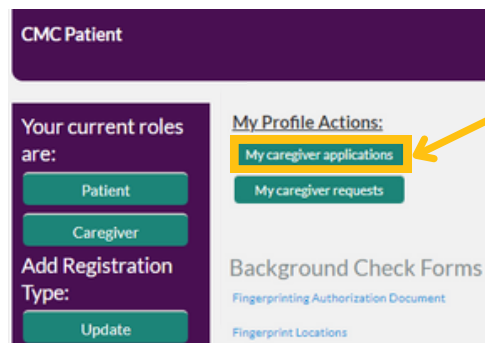 CMC Patient
Your current roles
are:
Patient
Caregiver
Add Registration
Type:
Update
My Profile Actions:
My caregiver applications
My caregiver requests
Background Check Forms
Fingerprinting Authorization Document
Fingerprint Locations